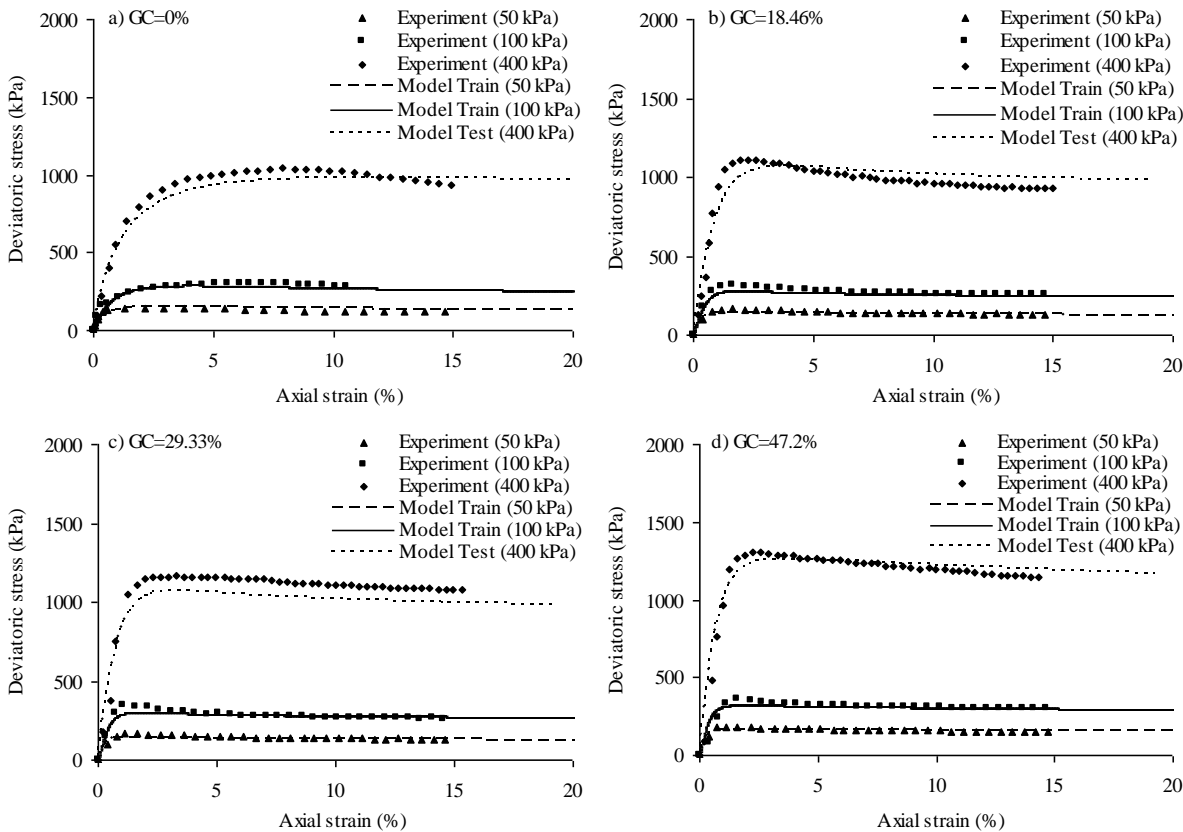 a) GC=0%
Experiment (50 kPa)
Experiment (100 kPa)
Experiment (400 kPa)
Model Train (50 kPa)
Model Train (100 kPa)
Model Test (400 kPa)
Deviatoric stress (kPa)
2000
1500
1000
500
0
0 5 10 15 20
Axial strain (%)
b) GC=18.46%
Experiment (50 kPa)
Experiment (100 kPa)
Experiment (400 kPa)
Model Train (50 kPa)
Model Train (100 kPa)
Model Test (400 kPa)
Deviatoric stress (kPa)
2000
1500
1000
500
0
0 5 10 15 20
Axial strain (%)
c) GC=29.33%
Experiment (50 kPa)
Experiment (100 kPa)
Experiment (400 kPa)
Model Train (50 kPa)
Model Train (100 kPa)
Model Test (400 kPa)
Deviatoric stress (kPa)
2000
1500
1000
500
0
0 5 10 15 20
Axial strain (%)
d) GC=47.2%
Experiment (50 kPa)
Experiment (100 kPa)
Experiment (400 kPa)
Model Train (50 kPa)
Model Train (100 kPa)
Model Test (400 kPa)
Deviatoric stress (kPa)
2000
1500
1000
500
0
0 5 10 15 20
Axial strain (%)